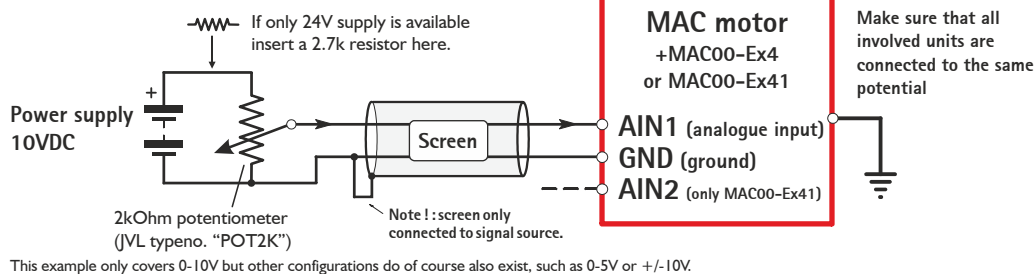 If only 24V supply is available
insert a 2.7k resistor here.
MAC motor
+MAC00-Ex4
or MAC00-Ex41
Make sure that all
involved units are
connected to the same
potential
+
Power supply
10VDC
Screen
AIN1 (analogue input)
GND (ground)
AIN2 (only MAC00-Ex41)
2kOhm potentiometer
(JVL typeno. “POT2K”)
Note ! : screen only
connected to signal source.
This example only covers 0-10V but other configurations do of course also exist, such as 0-5V or +/-10V.